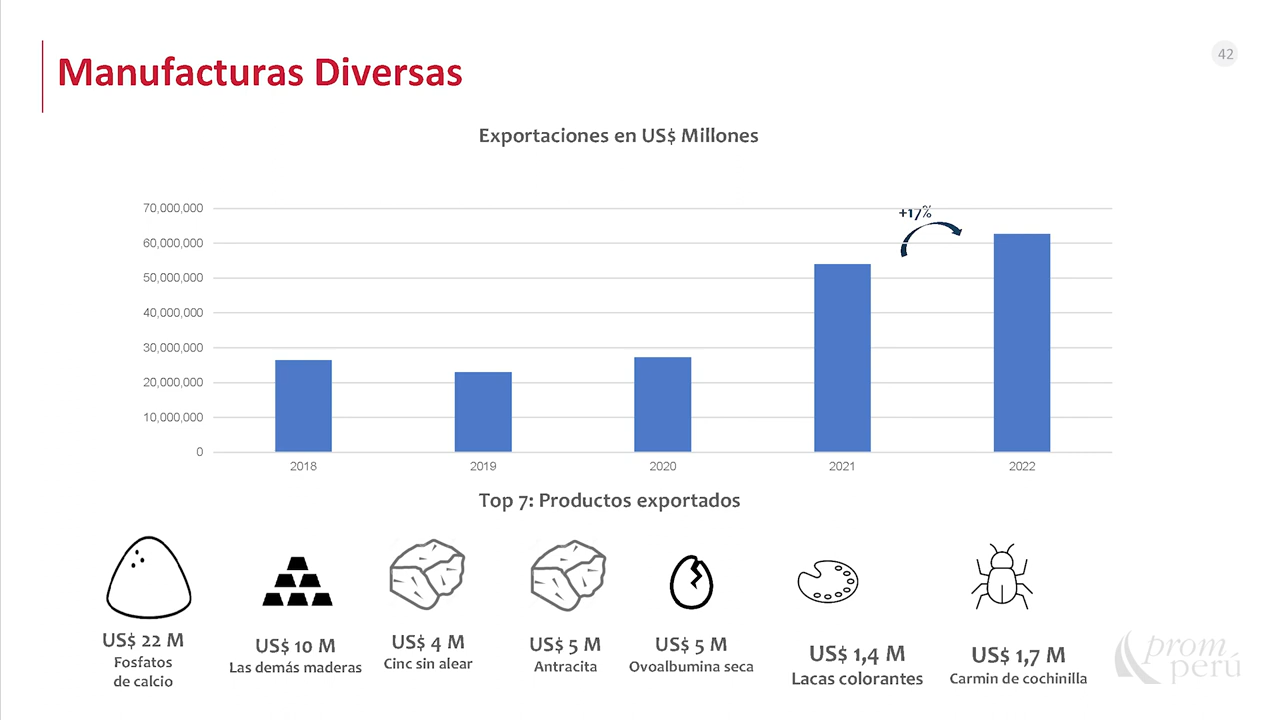 42
Manufacturas Diversas
Exportaciones en US$ Millones
70,000,000
60,000,000
50,000,000
40,000,000
30,000,000
20,000,000
10,000,000
0
+17%
2018
2019
2020
2021
2022
Top 7: Productos exportados
US$ 22 M
Fosfatos
de calcio
US$ 10 M
Las demás maderas
US$ 4 M
Cinc sin alear
US$ 5 M
Antracita
US$ 5 M
Ovoalbumina seca
US$ 1,4 M
Lacas colorantes
US$ 1,7 M
Carmin de cochinilla
prom
perú